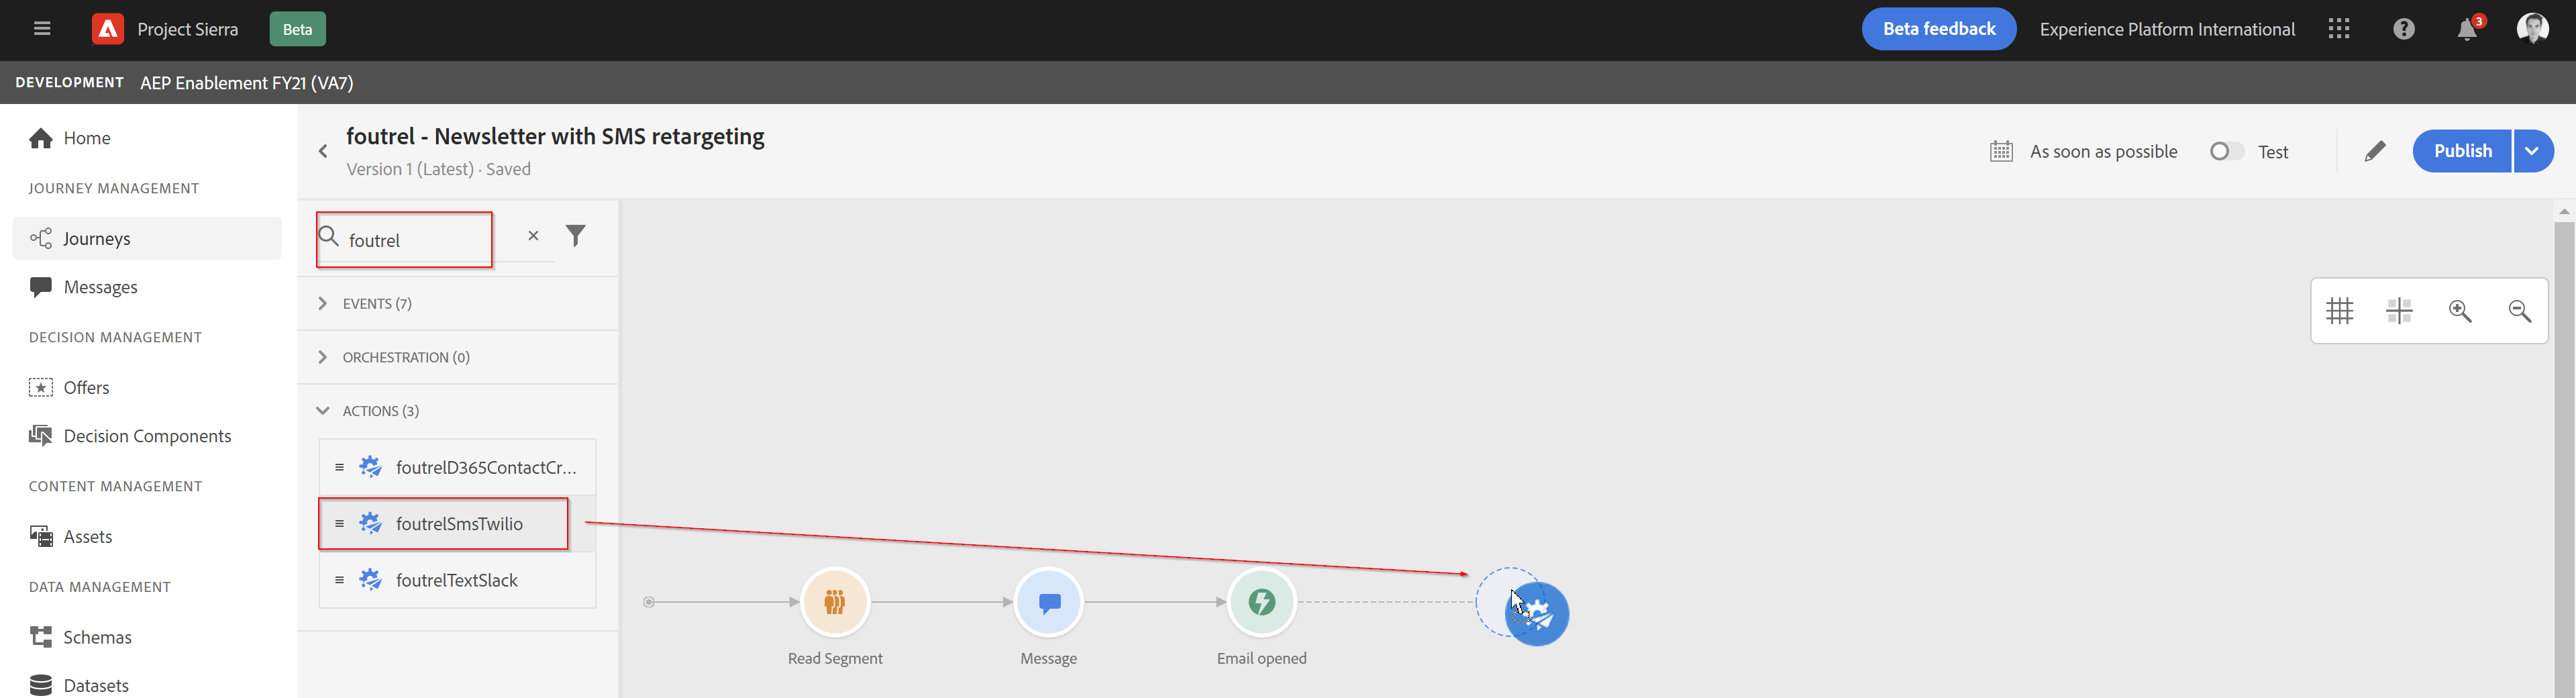 Project Sierra
Beta
Beta feedback
Experience Platform International
3
DEVELOPMENT AEP Enablement FY21 (VA7)
Home
JOURNEY MANAGEMENT
Journeys
Messages
DECISION MANAGEMENT
Offers
Decision Components
CONTENT MANAGEMENT
Assets
DATA MANAGEMENT
Schemas
Datasets
foutrel - Newsletter with SMS retargeting
Version 1 (Latest) · Saved
As soon as possible
Test
Publish
foutrel
EVENTS (7)
ORCHESTRATION (0)
ACTIONS (3)
foutrelD365ContactCr...
foutrelSmsTwilio
foutrelTextSlack
Read Segment
Message
Email opened